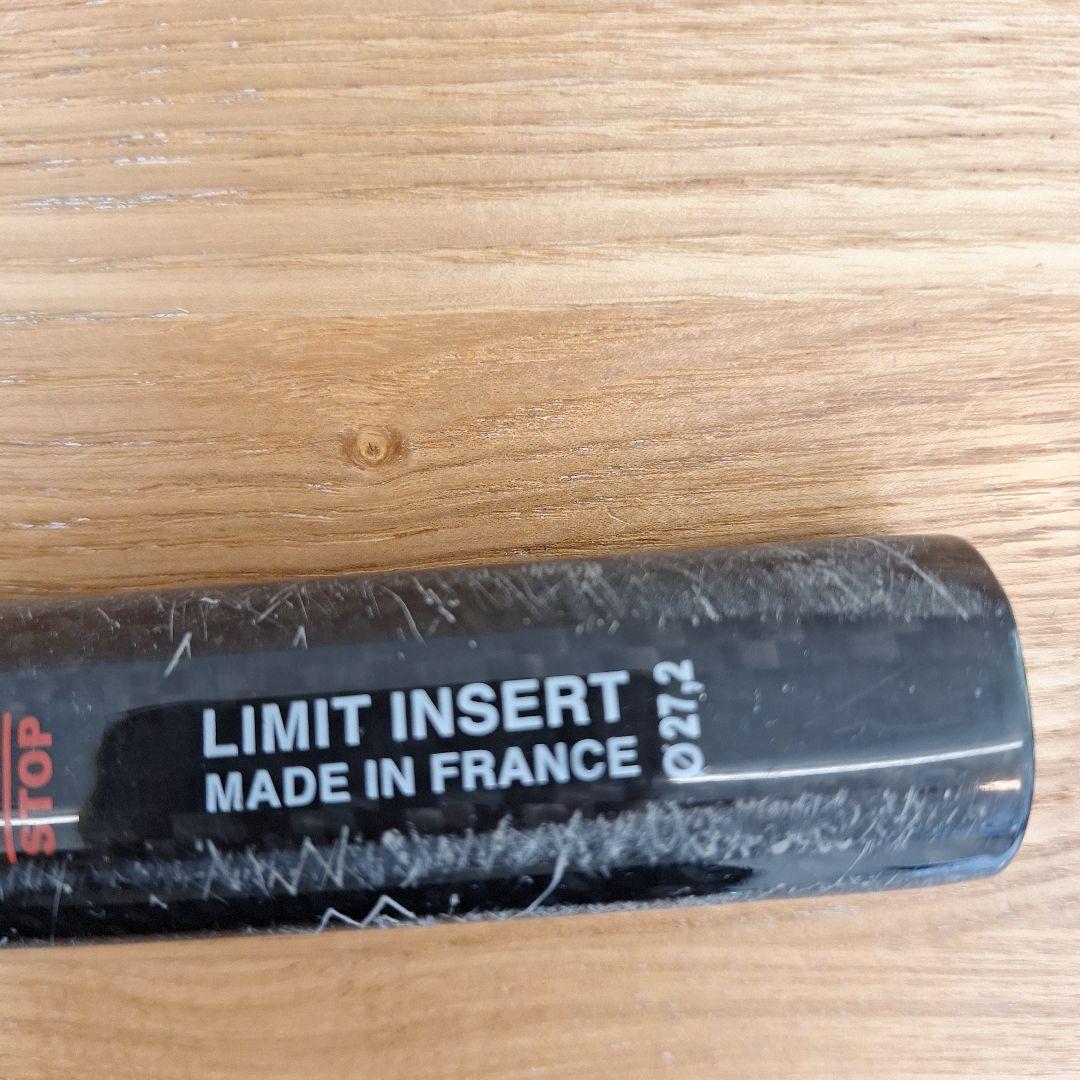 STOP
LIMIT INSERT
MADE IN FRANCE
Ø27,2